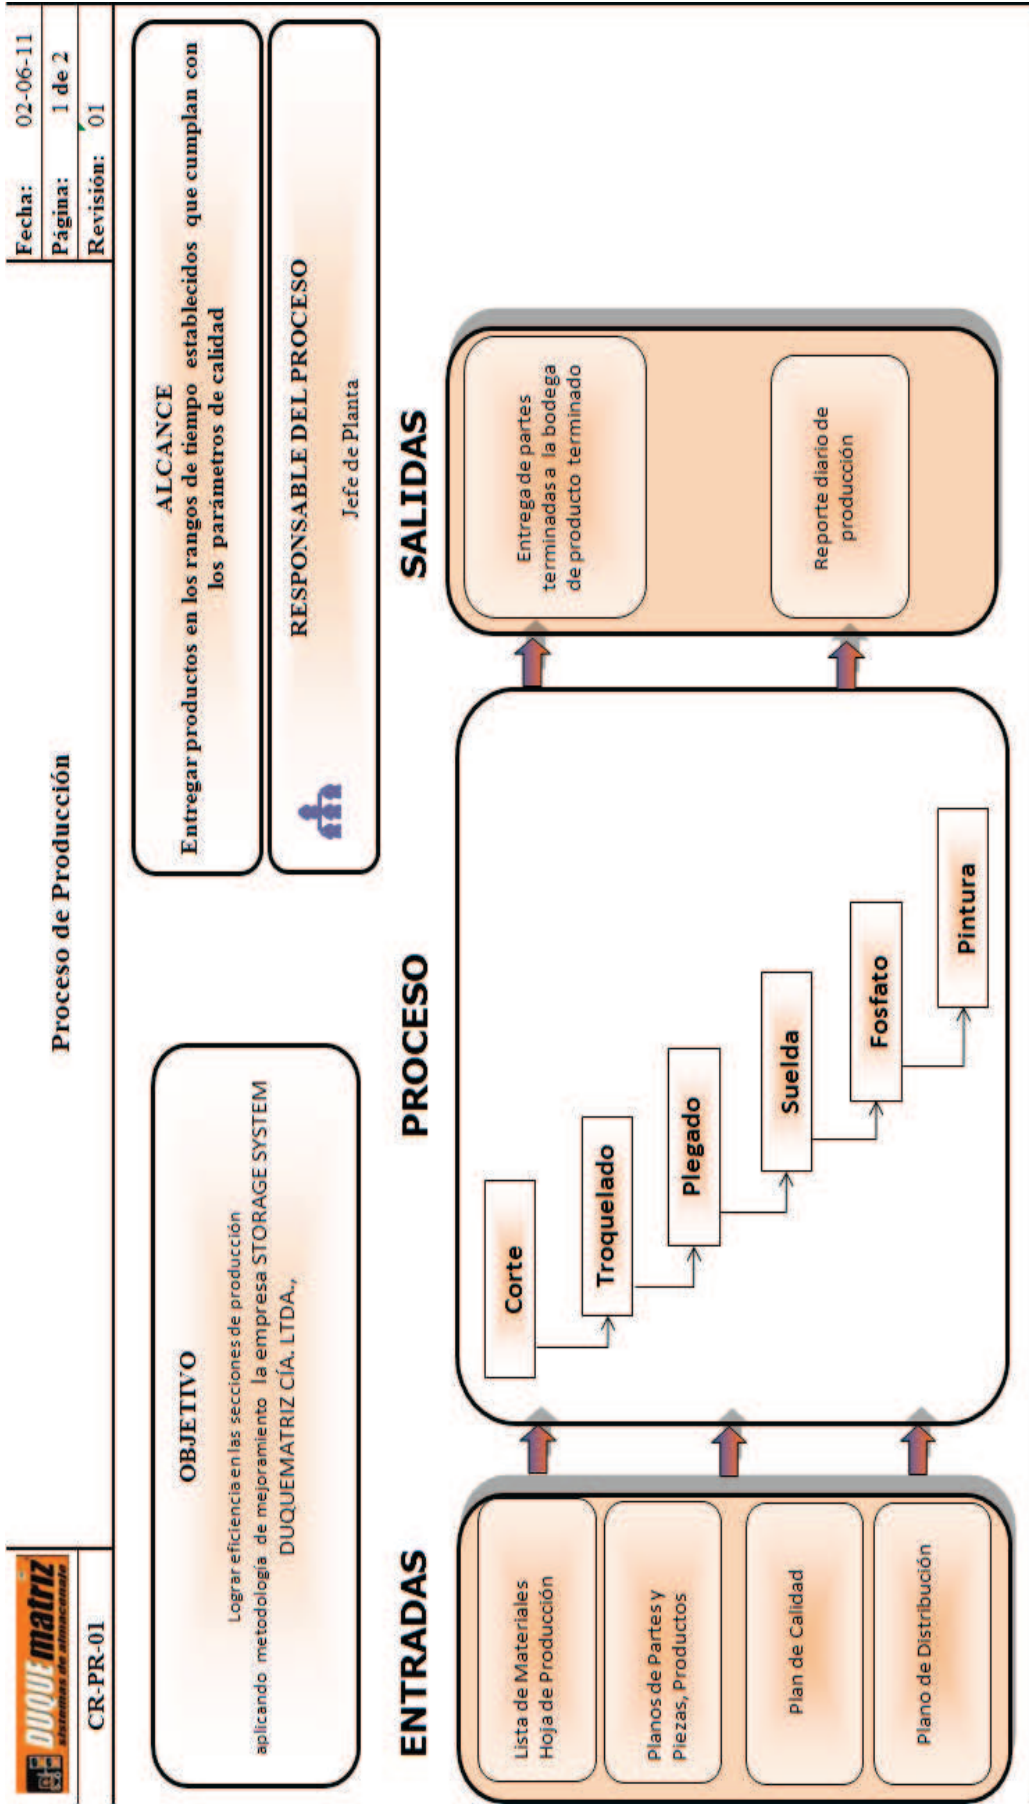 DUQUE matriz
sistemas de almacenaje
CR-PR-01
Proceso de Producción
Fecha: 02-06-11
Página: 1 de 2
Revisión: 01
OBJETIVO
Lograr eficiencia en las secciones de producción
aplicando metodología de mejoramiento la empresa STORAGE SYSTEM
DUQUEMATRIZ CÍA. LTDA.,
ALCANCE
Entregar productos en los rangos de tiempo establecidos que cumplan con
los parámetros de calidad
RESPONSABLE DEL PROCESO
Jefe de Planta
ENTRADAS
Lista de Materiales
Hoja de Producción
Planos de Partes y
Piezas, Productos
Plan de Calidad
Plano de Distribución
PROCESO
Corte
Troquelado
Plegado
Suelda
Fosfato
Pintura
SALIDAS
Entrega de partes
terminadas a la bodega
de producto terminado
Reporte diario de
producción